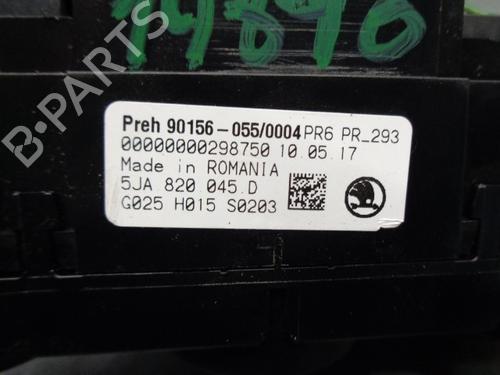 14890
Preh 90156-055/0004 PR6 PR_293
00000000298750 10.05.17
Made in ROMANIA
5JA 820 045 D
G025 H015 S0203
B-PARTS